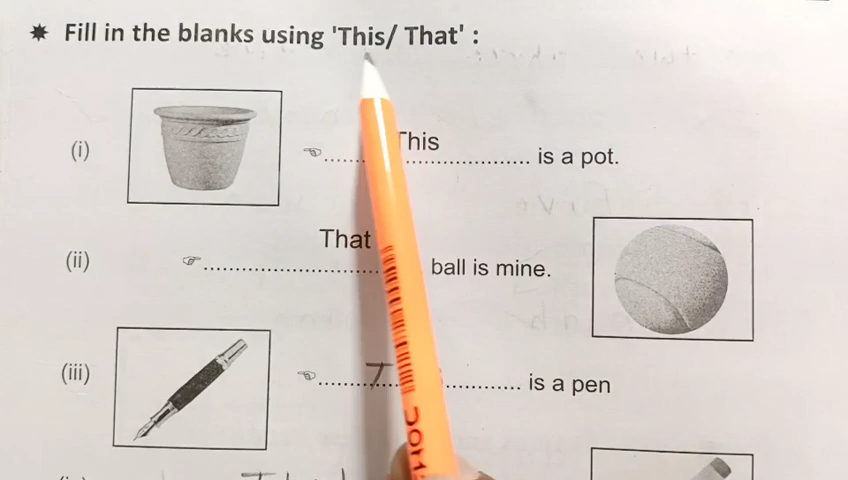 ✷ Fill in the blanks using 'This/ That' :
(i) ☜ .................... This .................... is a pot.
(ii) ☞ .................... That .................... ball is mine.
(iii) ☜ .................... is a pen